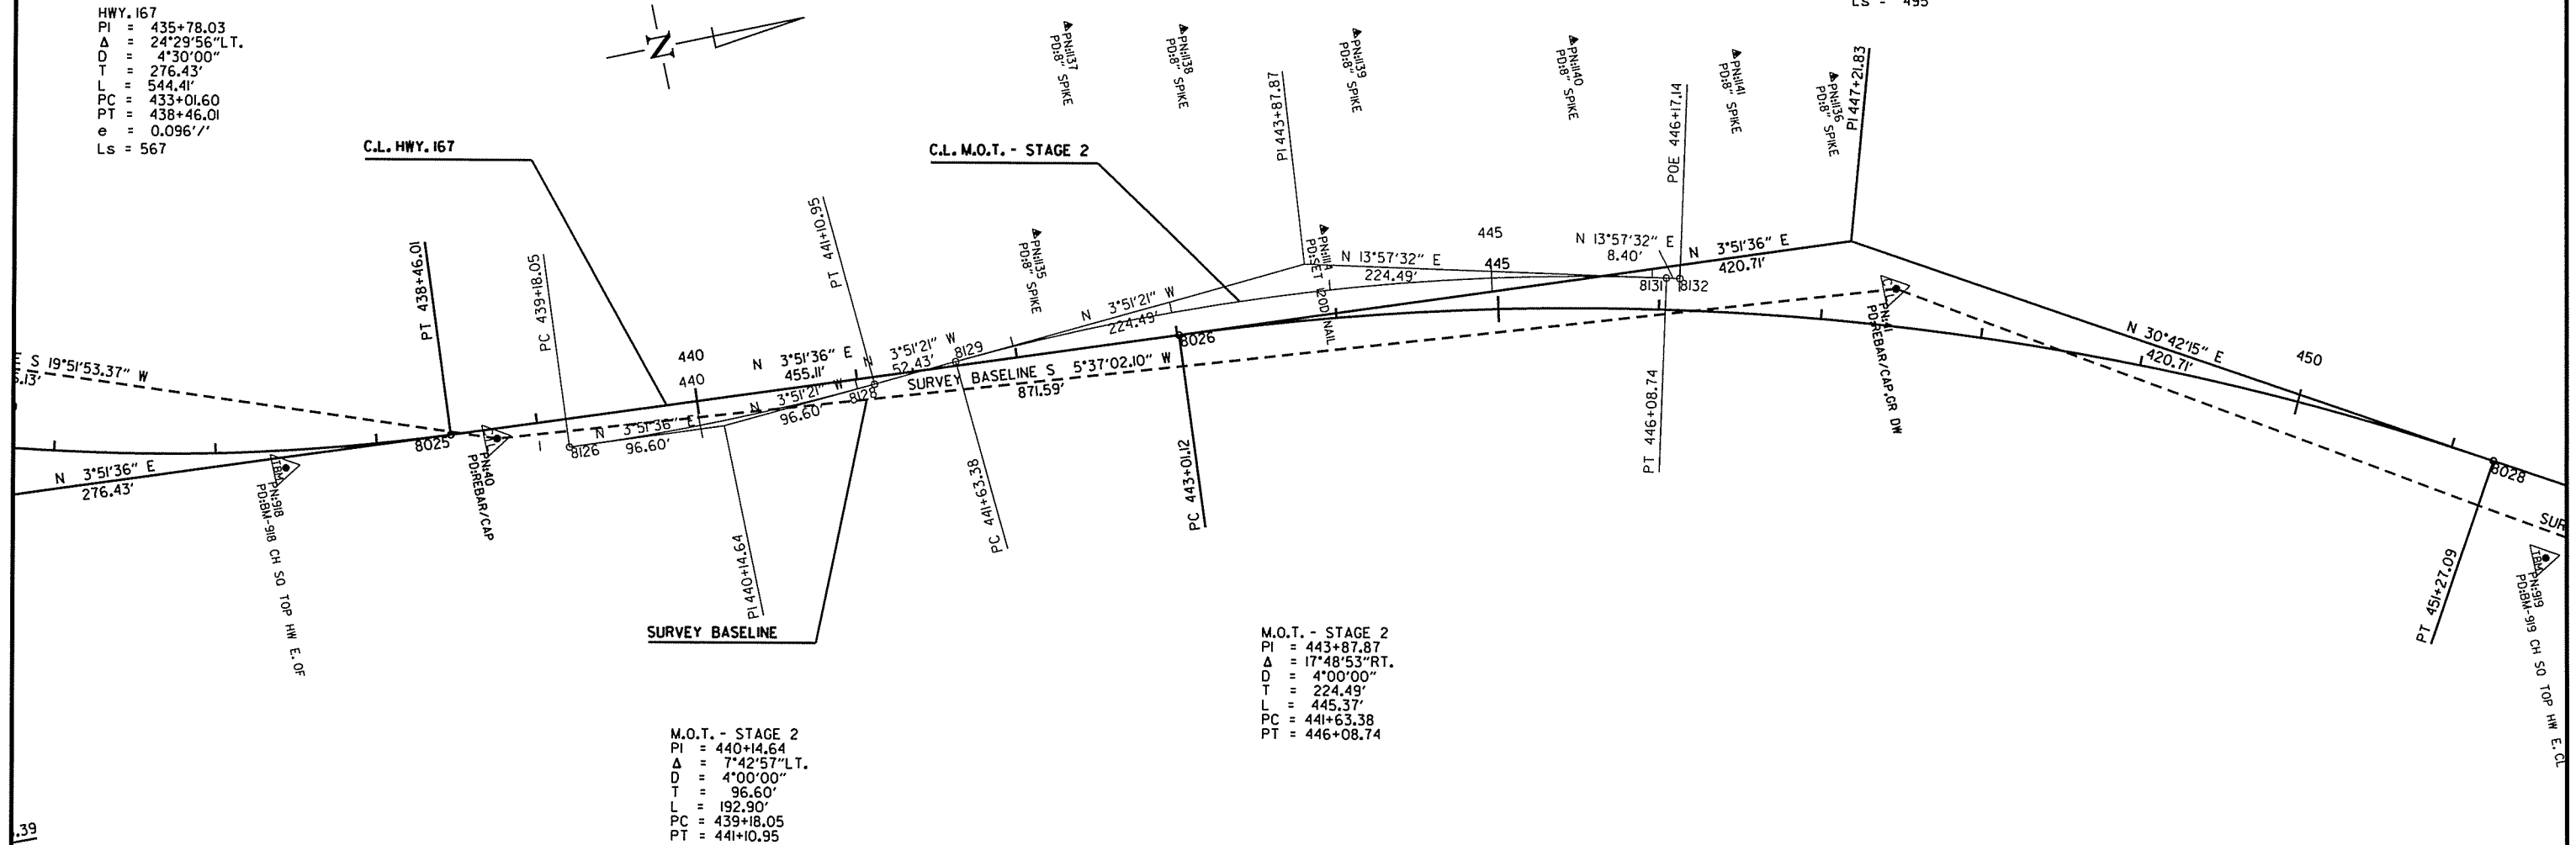 HWY. 167
PI = 435+78.03
Δ = 24°29'56"LT.
D = 4°30'00"
T = 276.43'
L = 544.41'
PC = 433+01.60
PT = 438+46.01
e = 0.096'/'
Ls = 567
N
Ls = 495
PN:1137
PD:8" SPIKE
PN:1138
PD:8" SPIKE
PN:1139
PD:8" SPIKE
PN:1140
PD:8" SPIKE
PN:1141
PD:8" SPIKE
PN:1136
PD:8" SPIKE
PI 443+87.87
POE 446+17.14
PI 447+21.83
C.L. HWY. 167
C.L. M.O.T. - STAGE 2
PT 438+46.01
PC 439+18.05
PT 441+10.95
PN:1135
PD:8" SPIKE
PD:SET 120D NAIL
N 13°57'32" E
224.49'
445
445
N 13°57'32" E
8.40'
N 3°51'36" E
420.71'
8131
8132
N 3°51'21" W
224.49'
8026
PN:41
PD:REBAR/CAP.GR DW
N 30°42'15" E
420.71'
450
8028
E S 19°51'53.37" W
5.13'
440
440
N 3°51'36" E
455.11'
N 3°51'21" W
52.43'
8129
SURVEY BASELINE S 5°37'02.10" W
871.59'
N 3°51'21" W
96.60'
8128
N 3°51'36" E
96.60'
8126
8025
PN:40
PD:REBAR/CAP
N 3°51'36" E
276.43'
TBM
PN:918
PD:BM-918 CH SQ TOP HW E. OF
PI 440+14.64
PC 441+63.38
PC 443+01.12
PT 446+08.74
PT 451+27.09
SUR
TBM
PN:919
PD:BM-919 CH SQ TOP HW E. CL
SURVEY BASELINE
M.O.T. - STAGE 2
PI = 443+87.87
Δ = 17°48'53"RT.
D = 4°00'00"
T = 224.49'
L = 445.37'
PC = 441+63.38
PT = 446+08.74
M.O.T. - STAGE 2
PI = 440+14.64
Δ = 7°42'57"LT.
D = 4°00'00"
T = 96.60'
L = 192.90'
PC = 439+18.05
PT = 441+10.95
.39